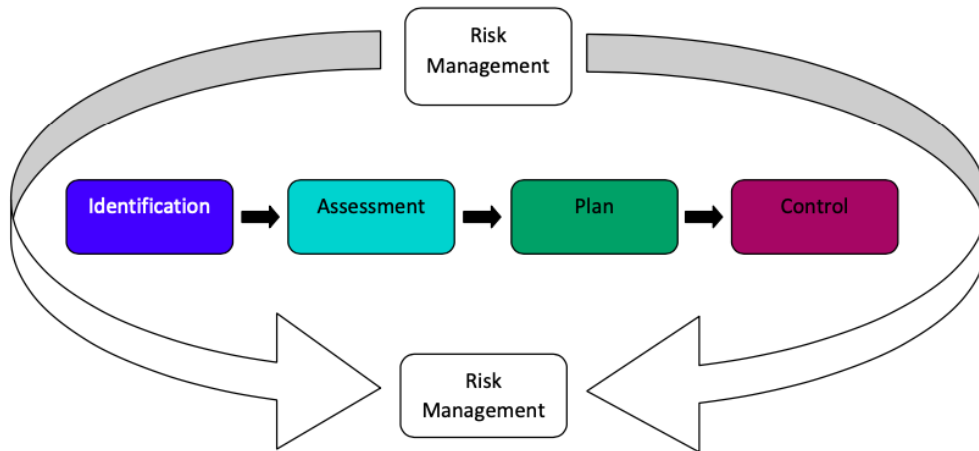 Risk
Management
Identification
Assessment
Plan
Control
Risk
Management